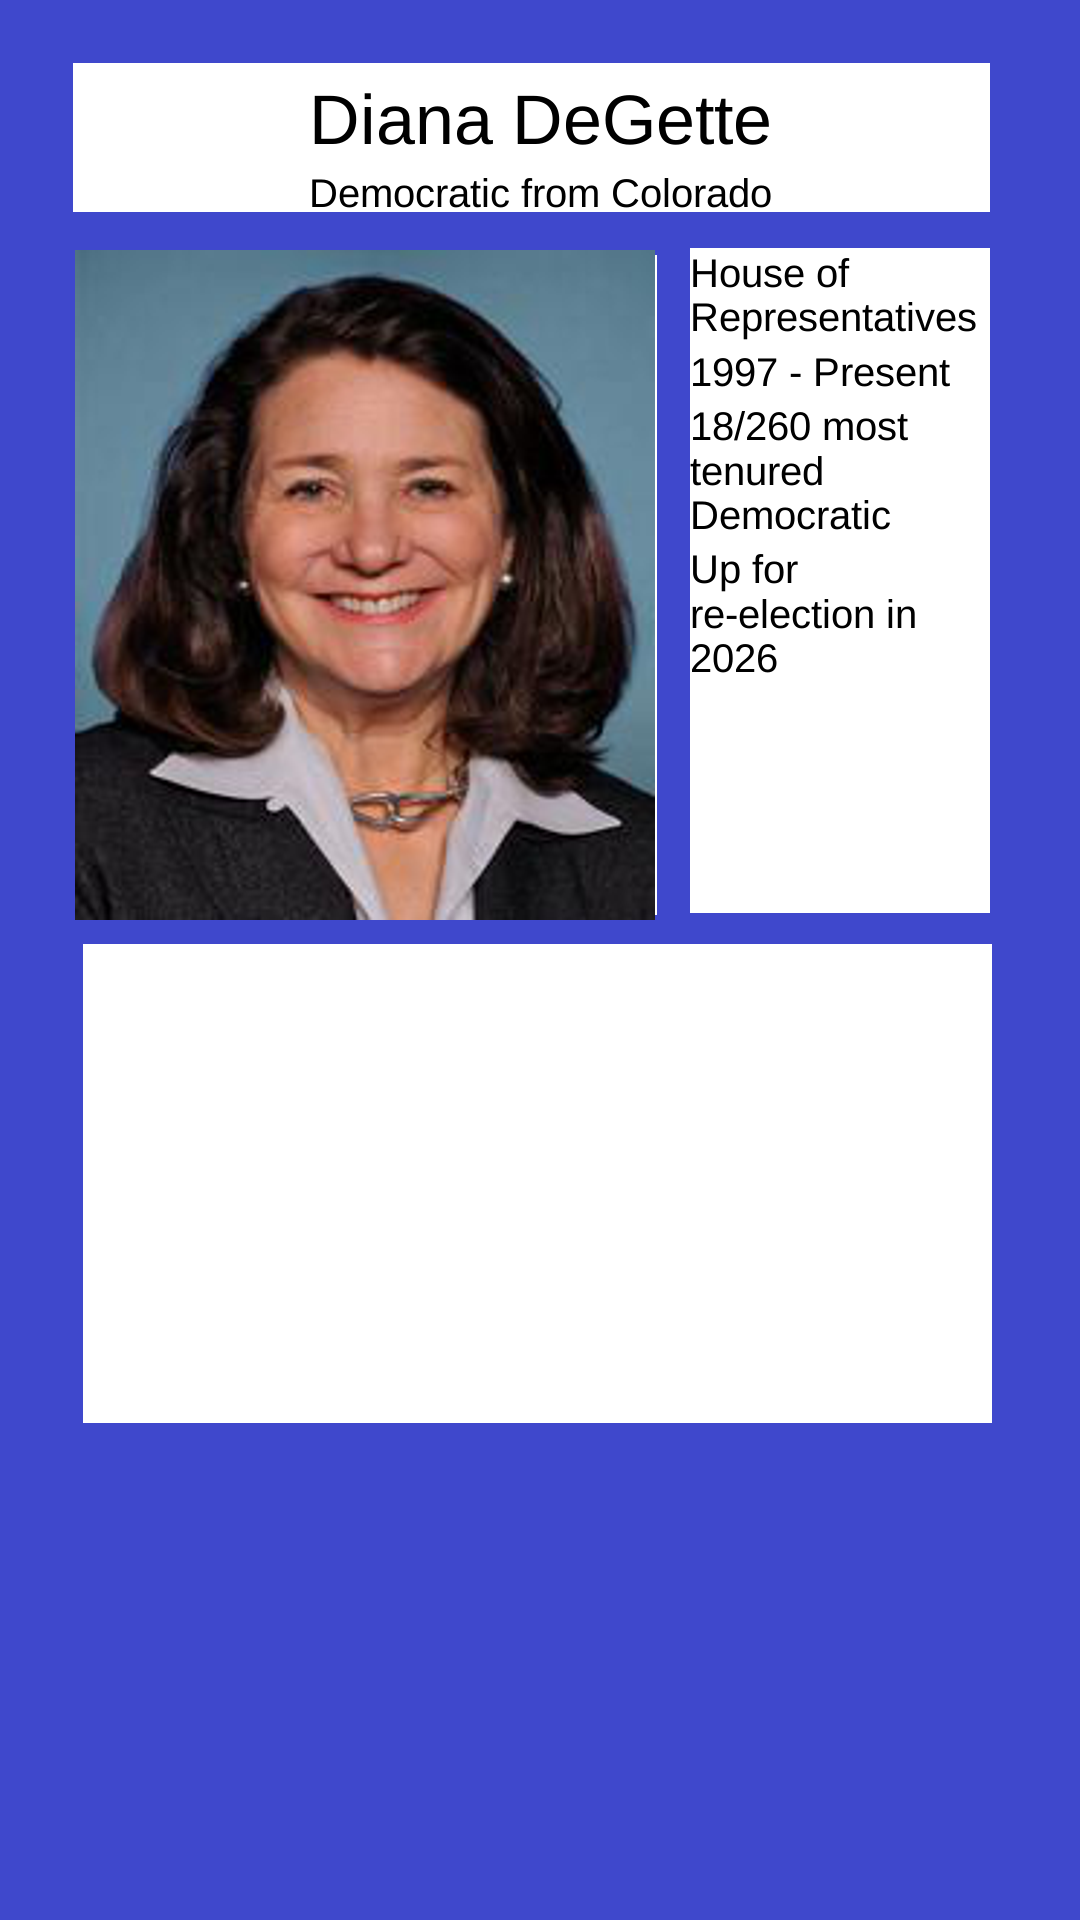 Diana DeGette
Democratic from Colorado
House of
Representatives
1997 - Present
18/260 most
tenured
Democratic
Up for
re-election in
2026